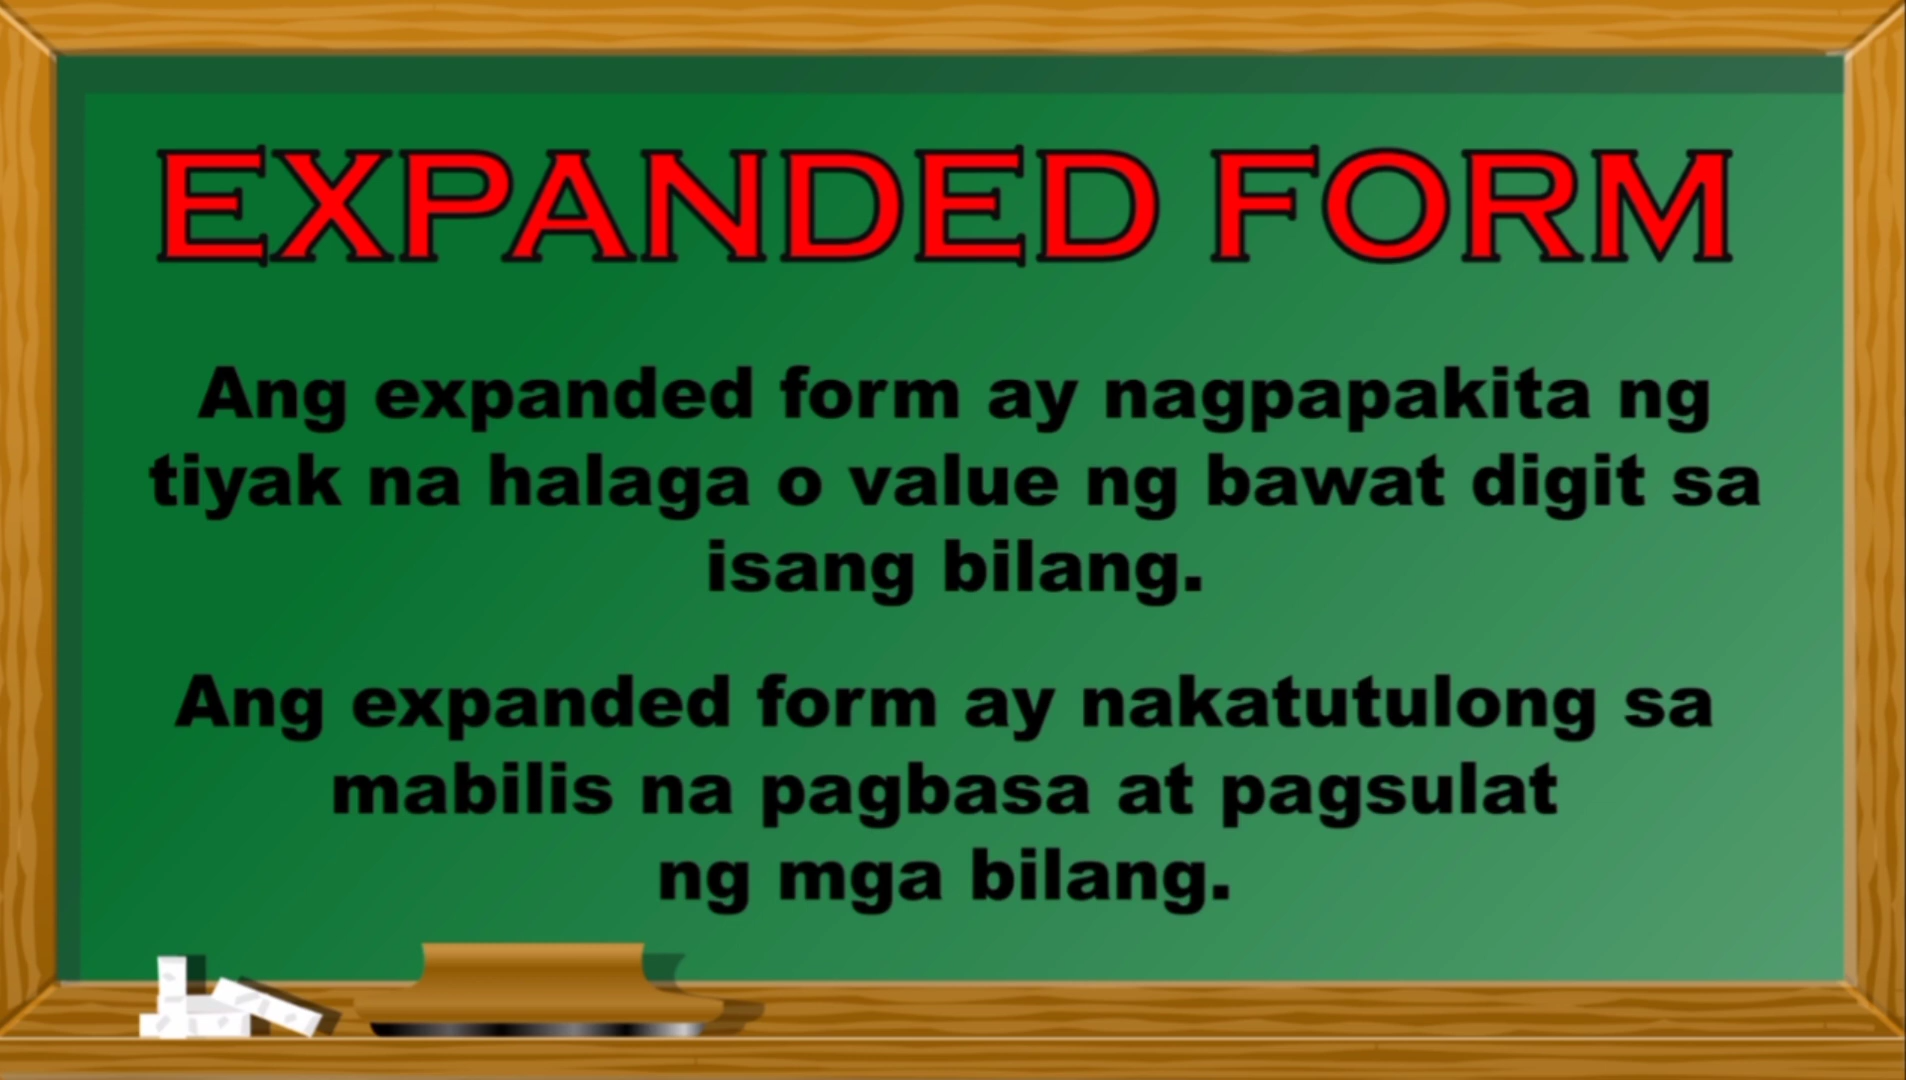 EXPANDED FORM
Ang expanded form ay nagpapakita ng
tiyak na halaga o value ng bawat digit sa
isang bilang.
Ang expanded form ay nakatutulong sa
mabilis na pagbasa at pagsulat
ng mga bilang.